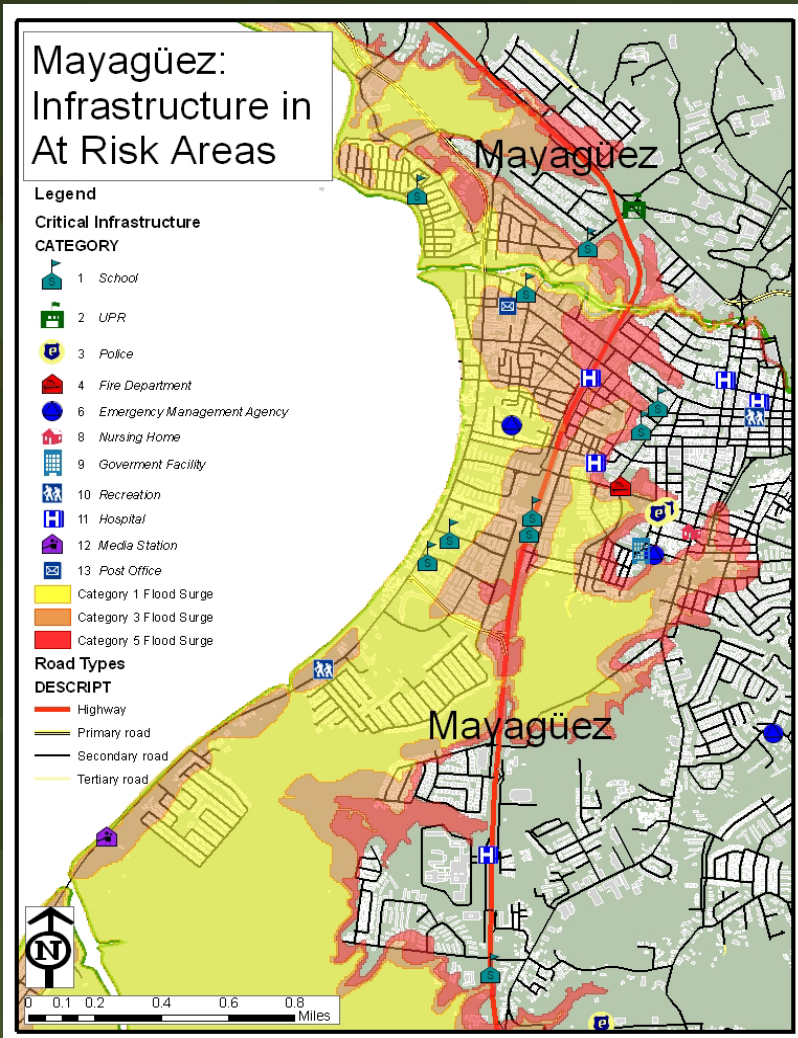 Mayagüez:
Infrastructure in
At Risk Areas
Legend
Critical Infrastructure
CATEGORY
S 1 School
2 UPR
3 Police
4 Fire Department
6 Emergency Management Agency
8 Nursing Home
9 Goverment Facility
10 Recreation
H 11 Hospital
12 Media Station
13 Post Office
Category 1 Flood Surge
Category 3 Flood Surge
Category 5 Flood Surge
Road Types
DESCRIPT
Highway
Primary road
Secondary road
Tertiary road
N
0 0.1 0.2 0.4 0.6 0.8
Miles
Mayagüez
S
S
S
H
H
H
S
S
H
S
S
S
S
Mayagüez
H
S